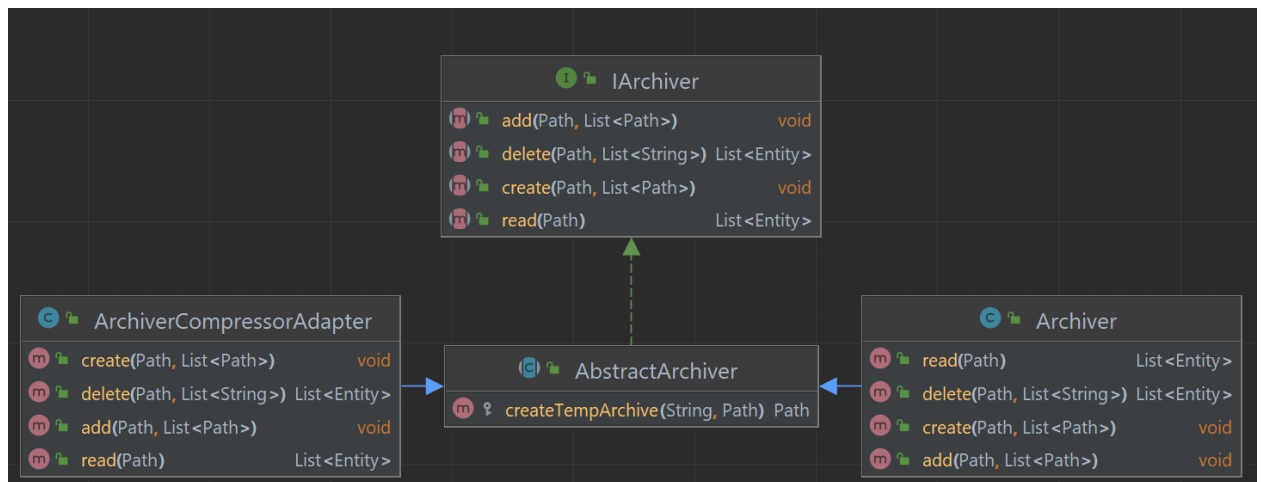 IArchiver
add(Path, List<Path>) void
delete(Path, List<String>) List<Entity>
create(Path, List<Path>) void
read(Path) List<Entity>
ArchiverCompressorAdapter
create(Path, List<Path>) void
delete(Path, List<String>) List<Entity>
add(Path, List<Path>) void
read(Path) List<Entity>
AbstractArchiver
createTempArchive(String, Path) Path
Archiver
read(Path) List<Entity>
delete(Path, List<String>) List<Entity>
create(Path, List<Path>) void
add(Path, List<Path>) void